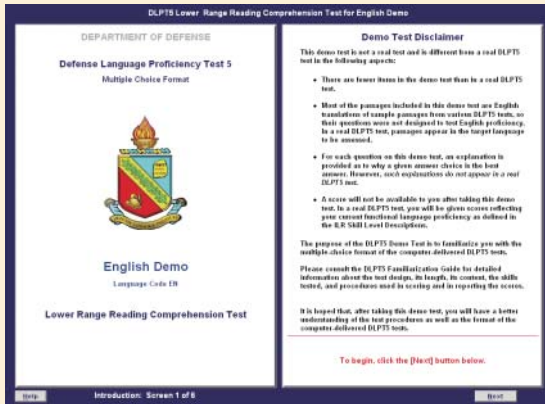 DLPT5 Lower Range Reading Comprehension Test for English Demo
DEPARTMENT OF DEFENSE
Defense Language Proficiency Test 5
Multiple Choice Format
English Demo
Language Code EN
Lower Range Reading Comprehension Test
Demo Test Disclaimer
This demo test is not a real test and is different from a real DLPT5
test in the following aspects:
• There are fewer items in the demo test than in a real DLPT5
test.
• Most of the passages included in this demo test are English
translations of sample passages from various DLPT5 tests, so
their questions were not designed to test English proficiency.
In a real DLPT5 test, passages appear in the target language
to be assessed.
• For each question on this demo test, an explanation is
provided as to why a given answer choice is the best
answer. However, such explanations do not appear in a real
DLPT5 test.
• A score will not be available to you after taking this demo
test. In a real DLPT5 test, you will be given scores reflecting
your current functional language proficiency as defined in
the ILR Skill Level Descriptions.
The purpose of the DLPT5 Demo Test is to familiarize you with the
multiple-choice format of the computer-delivered DLPT5 tests.
Please consult the DLPT5 Familiarization Guide for detailed
information about the test design, its length, its content, the skills
tested, and procedures used in scoring and in reporting the scores.
It is hoped that, after taking this demo test, you will have a better
understanding of the test procedures as well as the format of the
computer-delivered DLPT5 tests.
To begin, click the [Next] button below.
Help
Introduction: Screen 1 of 6
Next